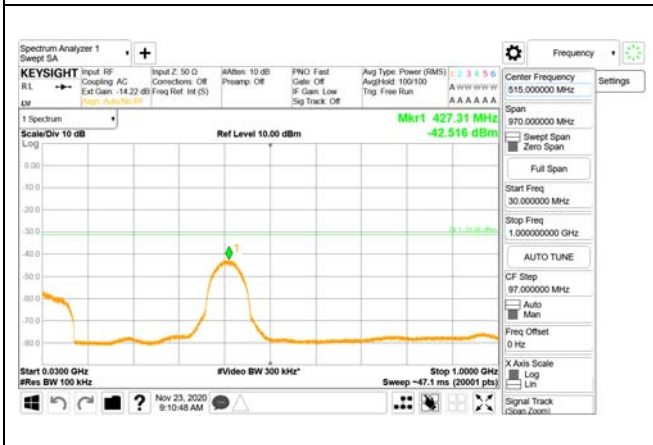 Spectrum Analyzer 1
Swept SA
+
Frequency
KEYSIGHT
RL
Input: RF
Coupling: AC
Ext Gain: -14.22 dB
Align: Auto/No RF
Input Z: 50 Ω
Corrections: Off
Freq Ref: Int (S)
#Atten: 10 dB
Preamp: Off
PNO: Fast
Gate: Off
IF Gain: Low
Sig Track: Off
Avg Type: Power (RMS)
Avg|Hold: 100/100
Trig: Free Run
1 2 3 4 5 6
A W W W W W
A A A A A A
1 Spectrum
Scale/Div 10 dB
Log
Ref Level 10.00 dBm
Mkr1 427.31 MHz
-42.516 dBm
0.00
-10.0
-20.0
-30.0
-40.0
-50.0
-60.0
-70.0
-80.0
1
Start 0.0300 GHz
#Res BW 100 kHz
#Video BW 300 kHz*
Stop 1.0000 GHz
Sweep ~47.1 ms (20001 pts)
Nov 23, 2020
9:10:48 AM
?
Center Frequency
515.000000 MHz
Settings
Span
970.000000 MHz
Swept Span
Zero Span
Full Span
Start Freq
30.000000 MHz
Stop Freq
1.000000000 GHz
AUTO TUNE
CF Step
97.000000 MHz
Auto
Man
Freq Offset
0 Hz
X Axis Scale
Log
Lin
Signal Track
(Span Zoom)